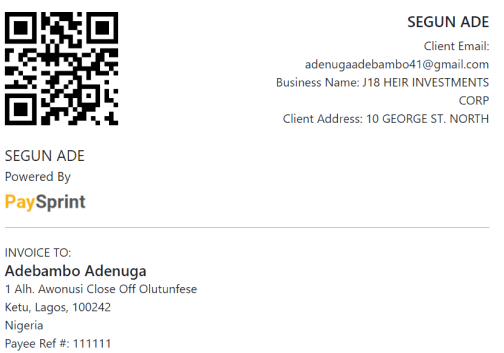 SEGUN ADE
Client Email:
adenugaadebambo41@gmail.com
Business Name: J18 HEIR INVESTMENTS
CORP
Client Address: 10 GEORGE ST. NORTH
SEGUN ADE
Powered By
PaySprint
INVOICE TO:
Adebambo Adenuga
1 Alh. Awonusi Close Off Olutunfese
Ketu, Lagos, 100242
Nigeria
Payee Ref #: 111111